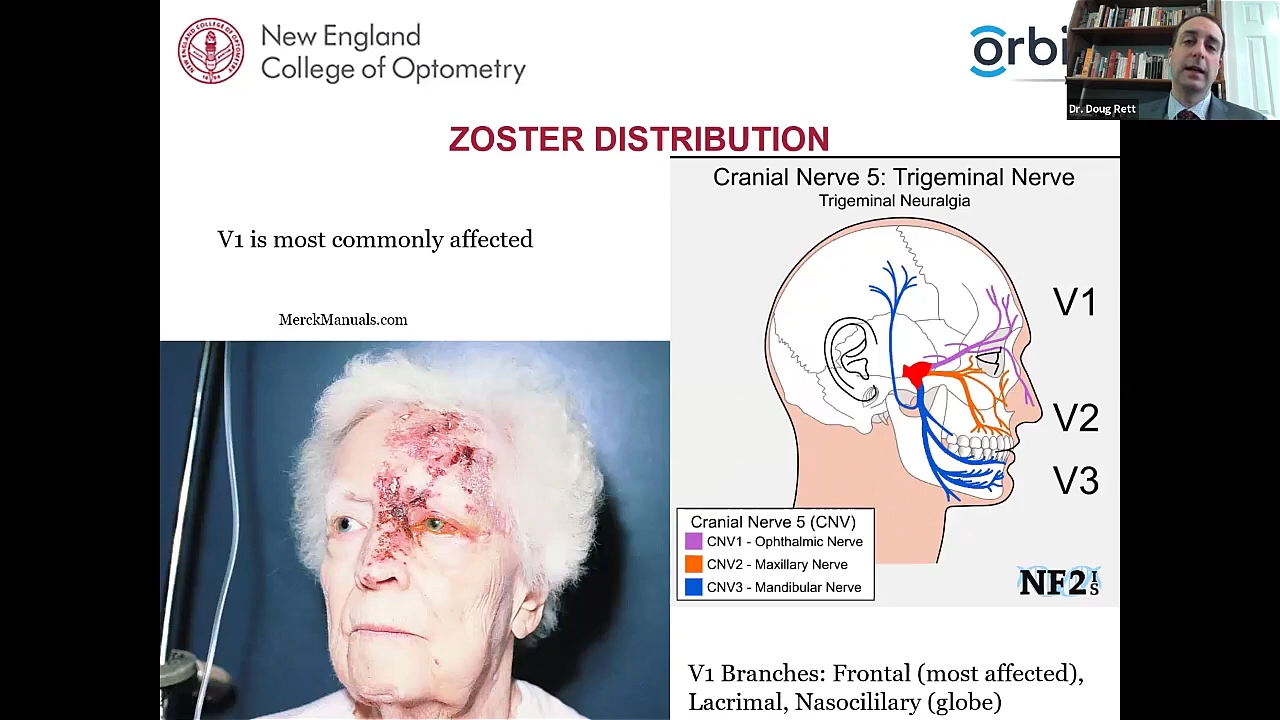 New England
College of Optometry
orbi
Dr. Doug Rett
ZOSTER DISTRIBUTION
V1 is most commonly affected
MerckManuals.com
Cranial Nerve 5: Trigeminal Nerve
Trigeminal Neuralgia
V1
V2
V3
Cranial Nerve 5 (CNV)
CNV1 - Ophthalmic Nerve
CNV2 - Maxillary Nerve
CNV3 - Mandibular Nerve
NF2 IS
V1 Branches: Frontal (most affected),
Lacrimal, Nasocililary (globe)